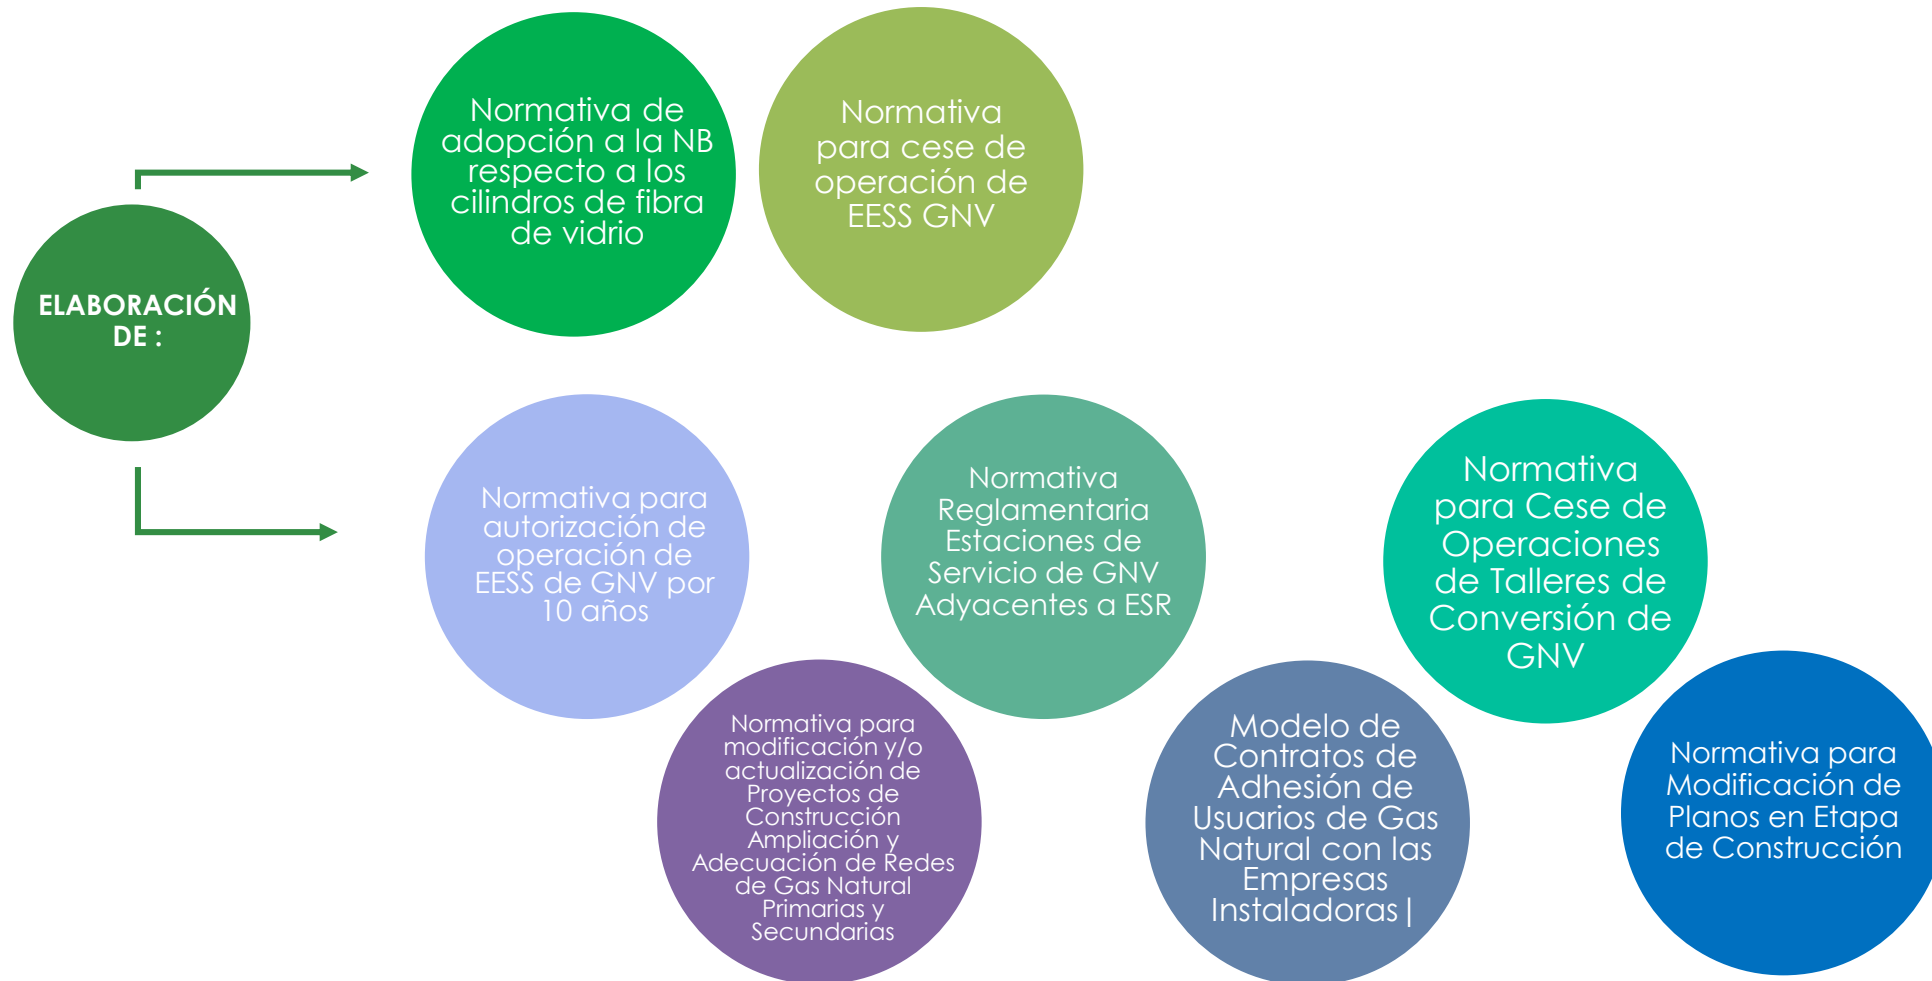 ELABORACIÓN
DE :
Normativa de
adopción a la NB
respecto a los
cilindros de fibra
de vidrio
Normativa
para cese de
operación de
EESS GNV
Normativa para
autorización de
operación de
EESS de GNV por
10 años
Normativa
Reglamentaria
Estaciones de
Servicio de GNV
Adyacentes a ESR
Normativa
para Cese de
Operaciones
de Talleres de
Conversión de
GNV
Normativa para
modificación y/o
actualización de
Proyectos de
Construcción
Ampliación y
Adecuación de Redes
de Gas Natural
Primarias y
Secundarias
Modelo de
Contratos de
Adhesión de
Usuarios de Gas
Natural con las
Empresas
Instaladoras|
Normativa para
Modificación de
Planos en Etapa
de Construcción